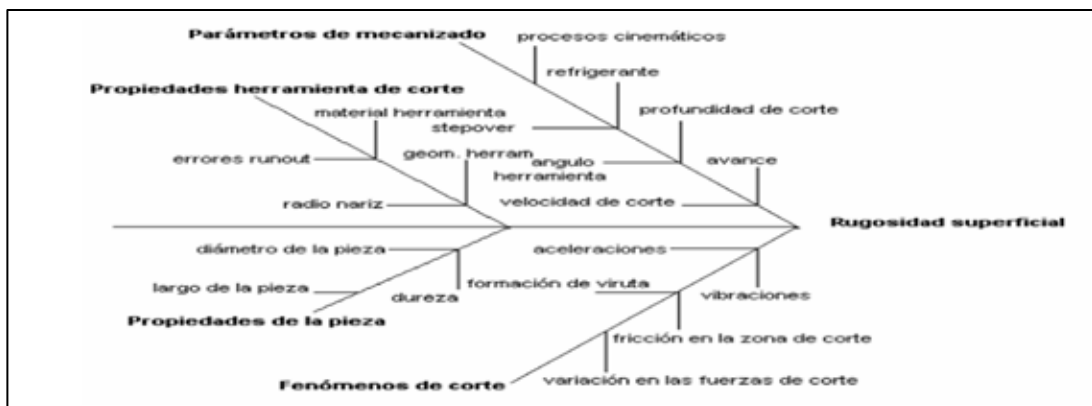 Parámetros de mecanizado
procesos cinemáticos
refrigerante
Propiedades herramienta de corte
material herramienta
profundidad de corte
stepover
geom. herram
errores runout
angulo
herramienta
avance
radio nariz
velocidad de corte
Rugosidad superficial
diámetro de la pieza
aceleraciones
largo de la pieza
dureza
formación de viruta
vibraciones
Propiedades de la pieza
fricción en la zona de corte
Fenómenos de corte
variación en las fuerzas de corte